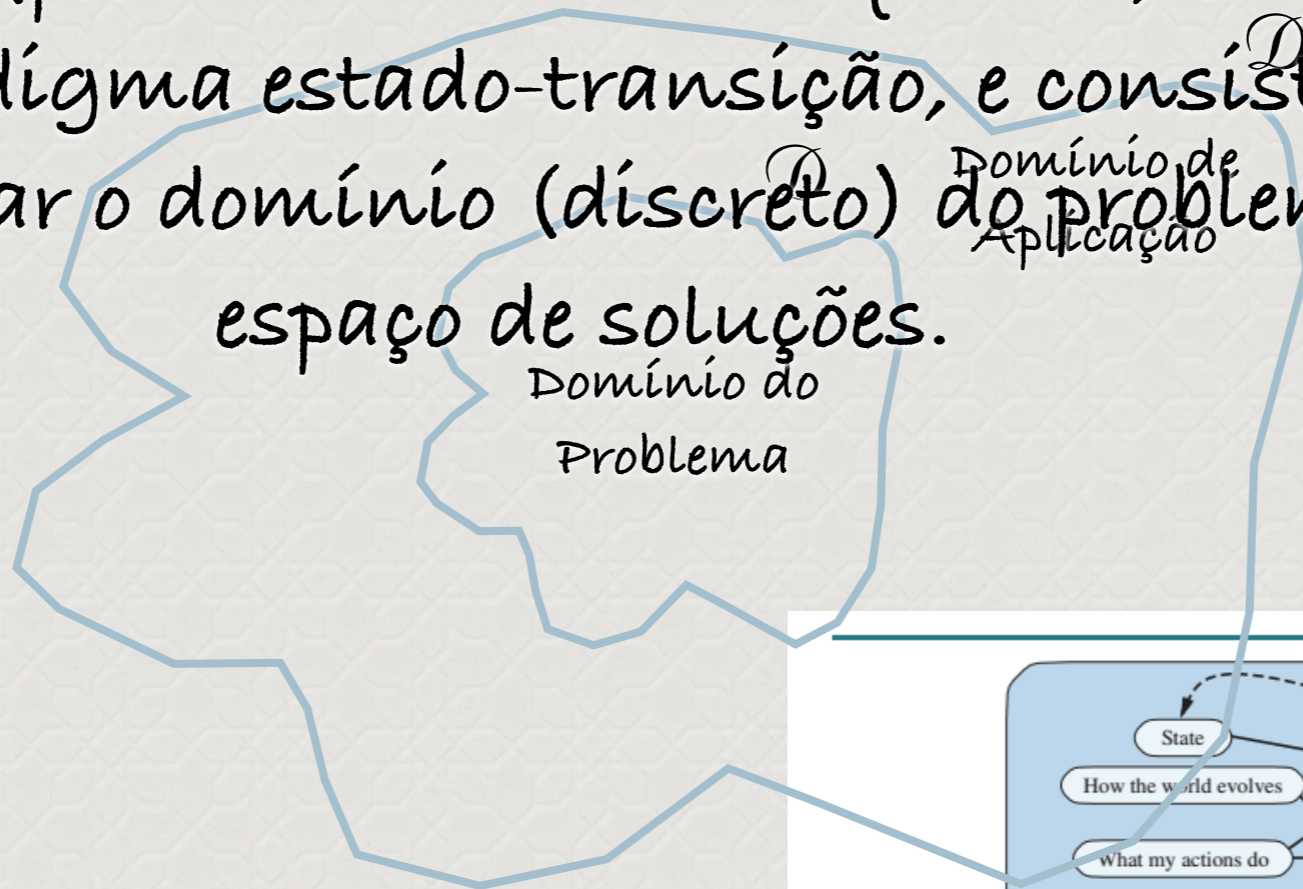 digma estado-transição, e consist
D
Domínio de
ar o domínio (discreto) do problem
D
Aplicação
espaço de soluções.
Domínio do
Problema
State
How the world evolves
What my actions do